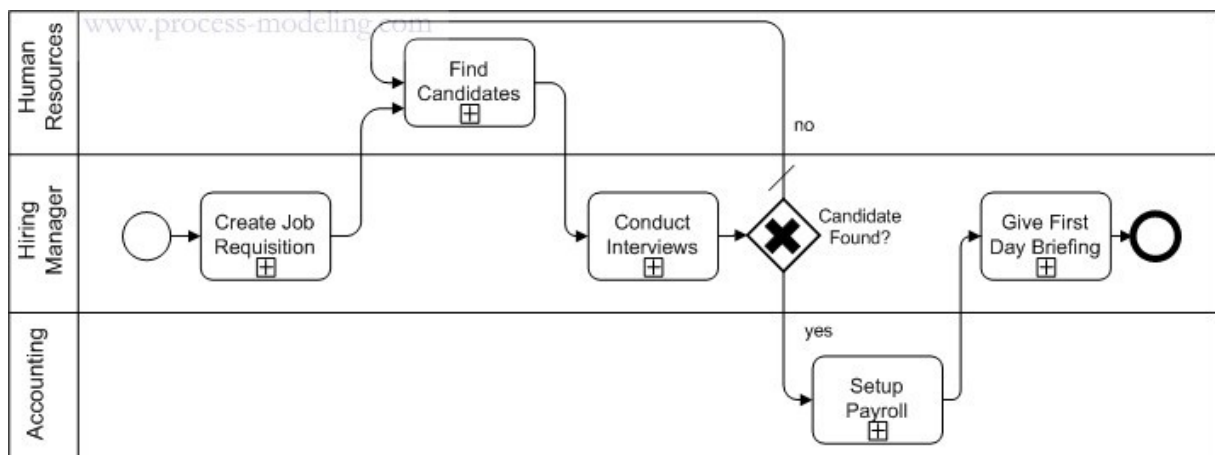 www.process-modeling.com
Human
Resources
Find
Candidates
no
Hiring
Manager
Create Job
Requisition
Conduct
Interviews
Candidate
Found?
Give First
Day Briefing
Accounting
yes
Setup
Payroll